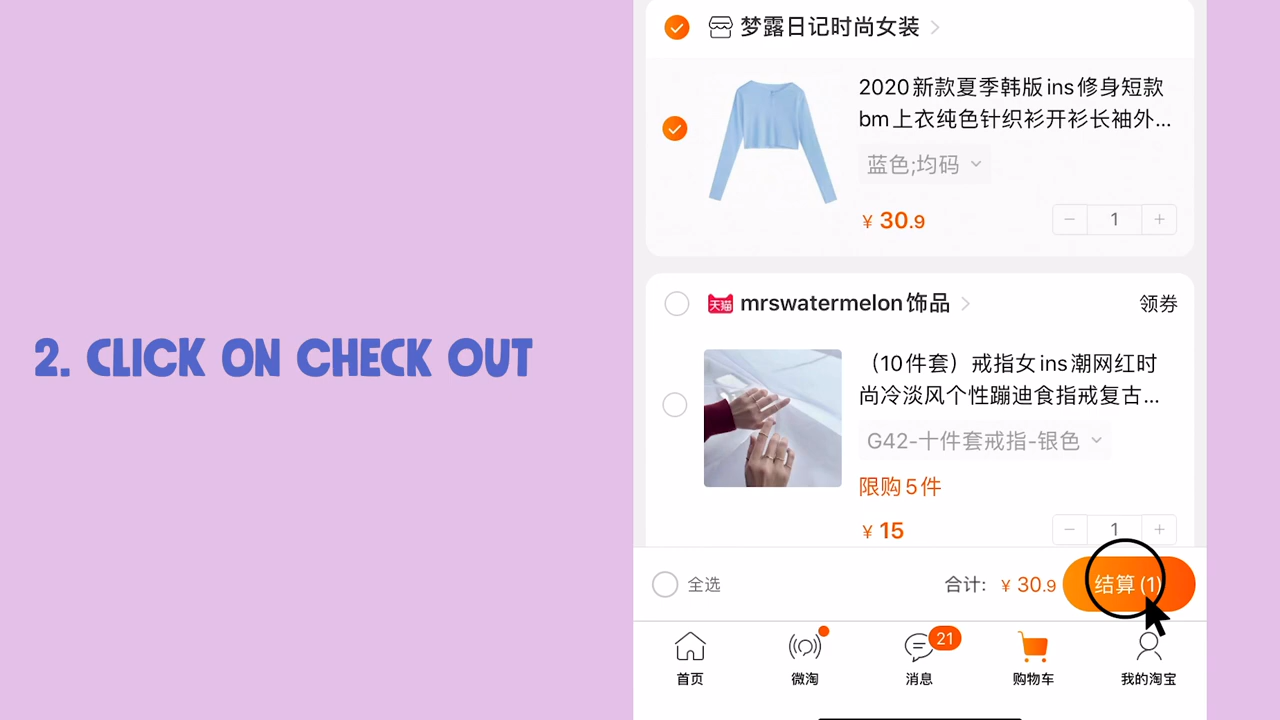 2. CLICK ON CHECK OUT
梦露日记时尚女装
2020新款夏季韩版ins修身短款
bm上衣纯色针织衫开衫长袖外...
蓝色;均码
¥ 30.9
1
天猫 mrswatermelon饰品
领券
（10件套）戒指女ins潮网红时
尚冷淡风个性蹦迪食指戒复古...
G42-十件套戒指-银色
限购5件
¥ 15
1
全选
合计: ¥ 30.9
结算(1)
21
首页
微淘
消息
购物车
我的淘宝